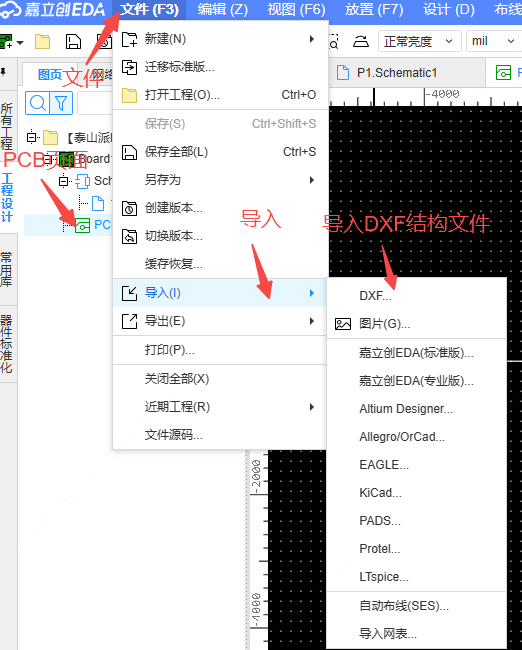 嘉立创EDA 文件 (F3) 编辑 (Z) 视图 (F6) 放置 (F7) 设计 (D) 布线
正常亮度 mil
图页 网络
文件
P1.Schematic1
-4000
所有工程
【泰山派
PCB页面
Board
Sch
PC
工程设计
常用库
器件标准化
新建(N)
迁移标准版...
打开工程(O)... Ctrl+O
保存(S) Ctrl+Shift+S
保存全部(L) Ctrl+S
另存为
创建版本...
切换版本...
缓存恢复...
导入(I)
导出(E)
打印(P)...
关闭全部(X)
近期工程(R)
文件源码...
导入
导入DXF结构文件
DXF...
图片(G)...
嘉立创EDA(标准版)...
嘉立创EDA(专业版)...
Altium Designer...
Allegro/OrCad...
EAGLE...
KiCad...
PADS...
Protel...
LTspice...
自动布线(SES)...
导入网表...
-2000
-4000